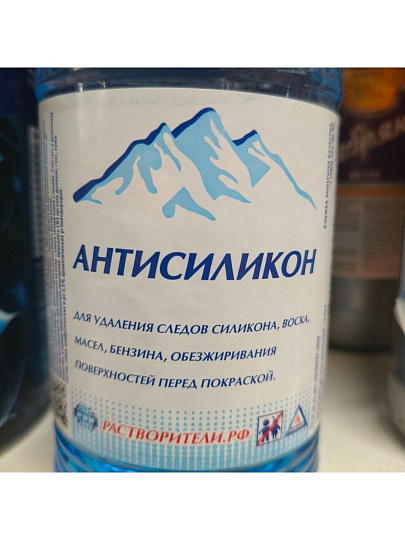 АНТИСИЛИКОН
ДЛЯ УДАЛЕНИЯ СЛЕДОВ СИЛИКОНА, ВОСКА,
МАСЕЛ, БЕНЗИНА, ОБЕЗЖИРИВАНИЯ
ПОВЕРХНОСТЕЙ ПЕРЕД ПОКРАСКОЙ.
РАСТВОРИТЕЛИ.РФ